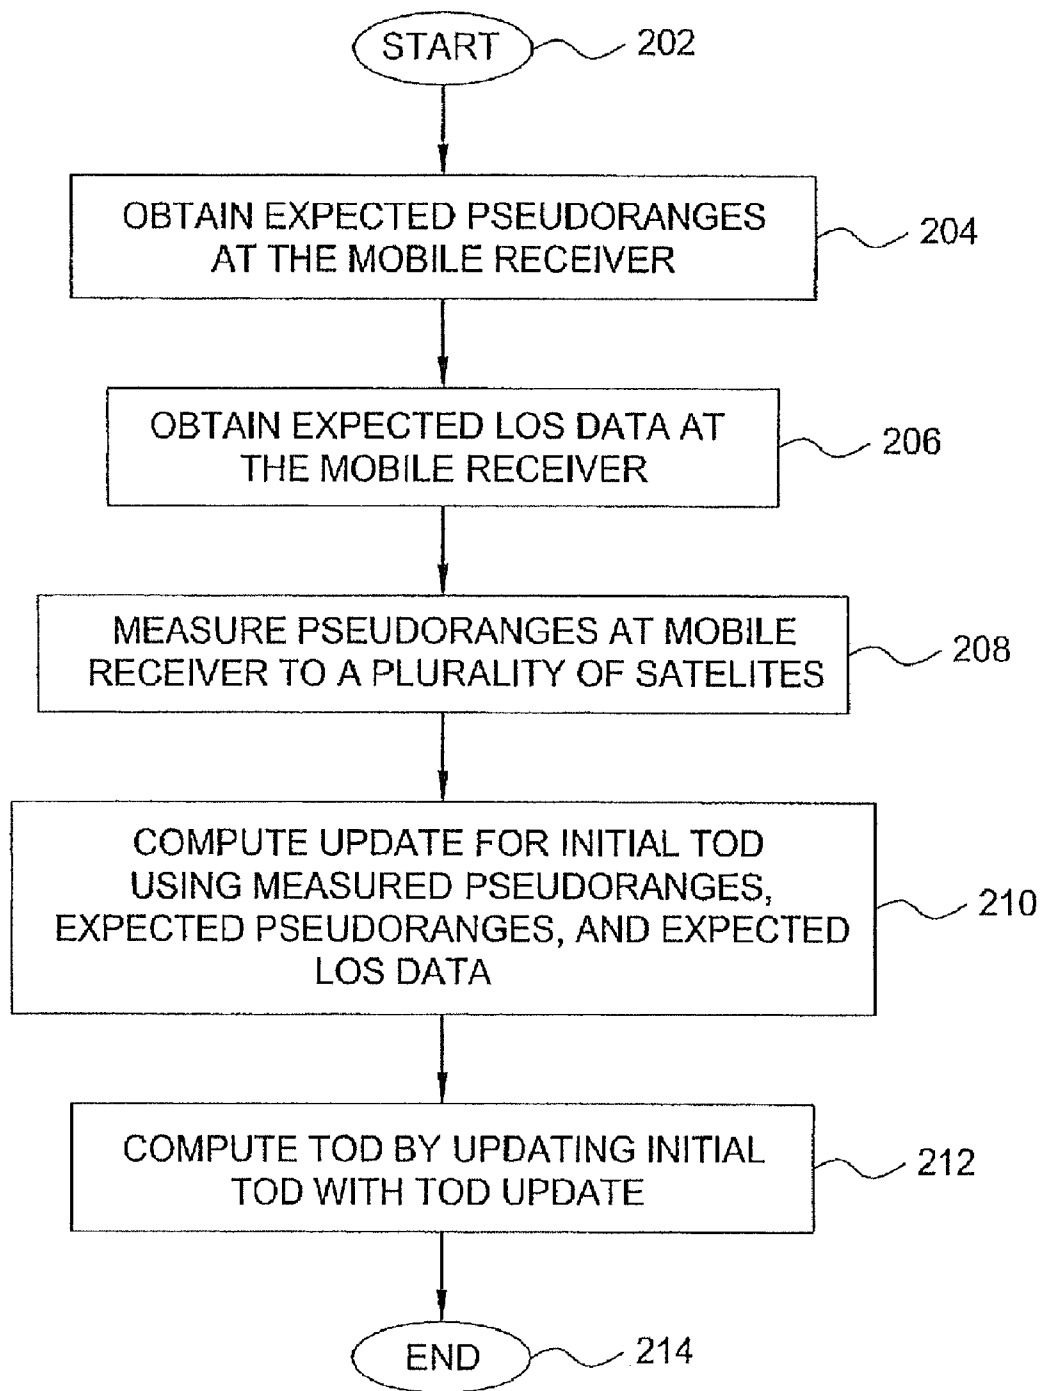 START
202
OBTAIN EXPECTED PSEUDORANGES
AT THE MOBILE RECEIVER
204
OBTAIN EXPECTED LOS DATA AT
THE MOBILE RECEIVER
206
MEASURE PSEUDORANGES AT MOBILE
RECEIVER TO A PLURALITY OF SATELITES
208
COMPUTE UPDATE FOR INITIAL TOD
USING MEASURED PSEUDORANGES,
EXPECTED PSEUDORANGES, AND EXPECTED
LOS DATA
210
COMPUTE TOD BY UPDATING INITIAL
TOD WITH TOD UPDATE
212
END
214